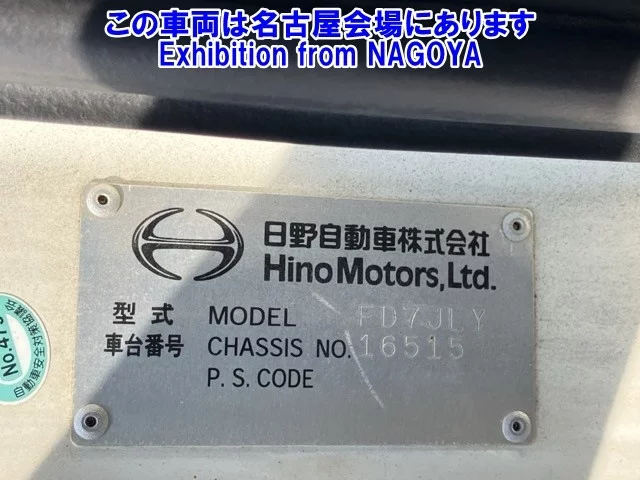 この車両は名古屋会場にあります
Exhibition from NAGOYA
日野自動車株式会社
Hino Motors, Ltd.
型式 MODEL FD7JLY
車台番号 CHASSIS NO. 16515
P. S. CODE